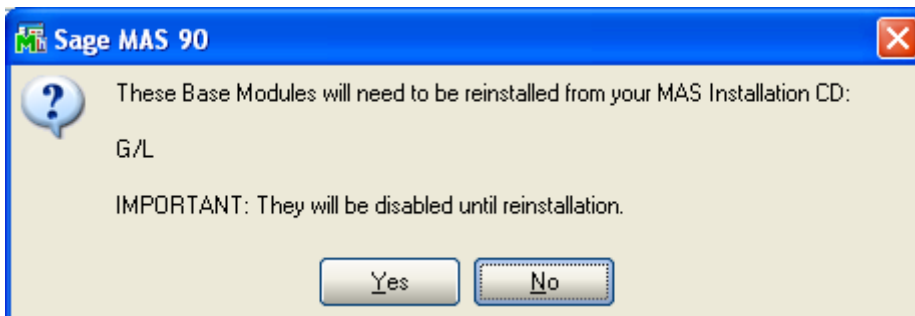 Sage MAS 90
These Base Modules will need to be reinstalled from your MAS Installation CD:
G/L
IMPORTANT: They will be disabled until reinstallation.
Yes No